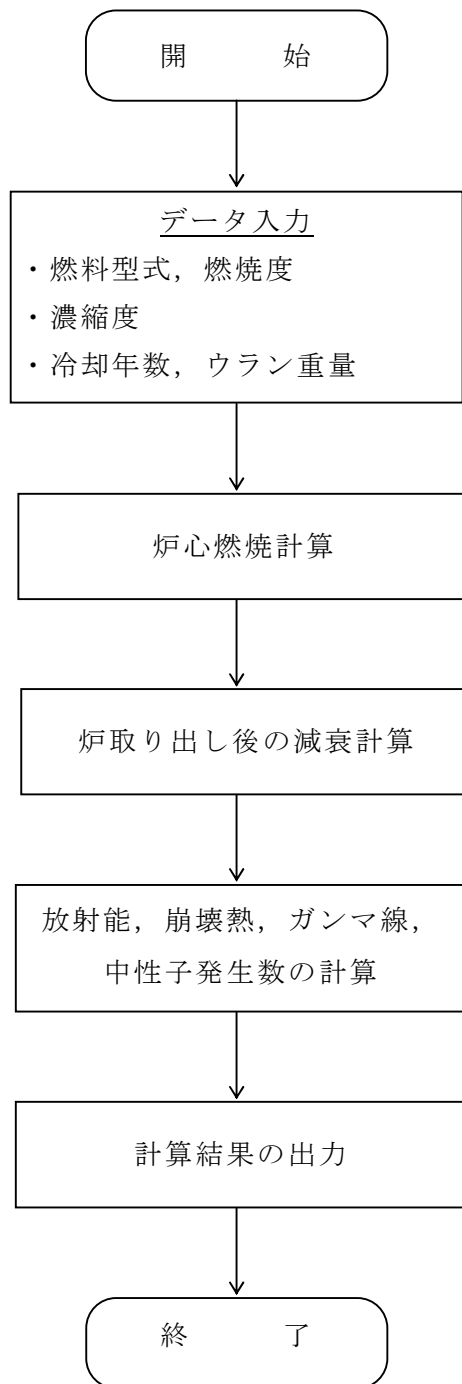 開 始
データ入力
・燃料型式，燃焼度
・濃縮度
・冷却年数，ウラン重量
炉心燃焼計算
炉取り出し後の減衰計算
放射能，崩壊熱，ガンマ線，
中性子発生数の計算
計算結果の出力
終 了